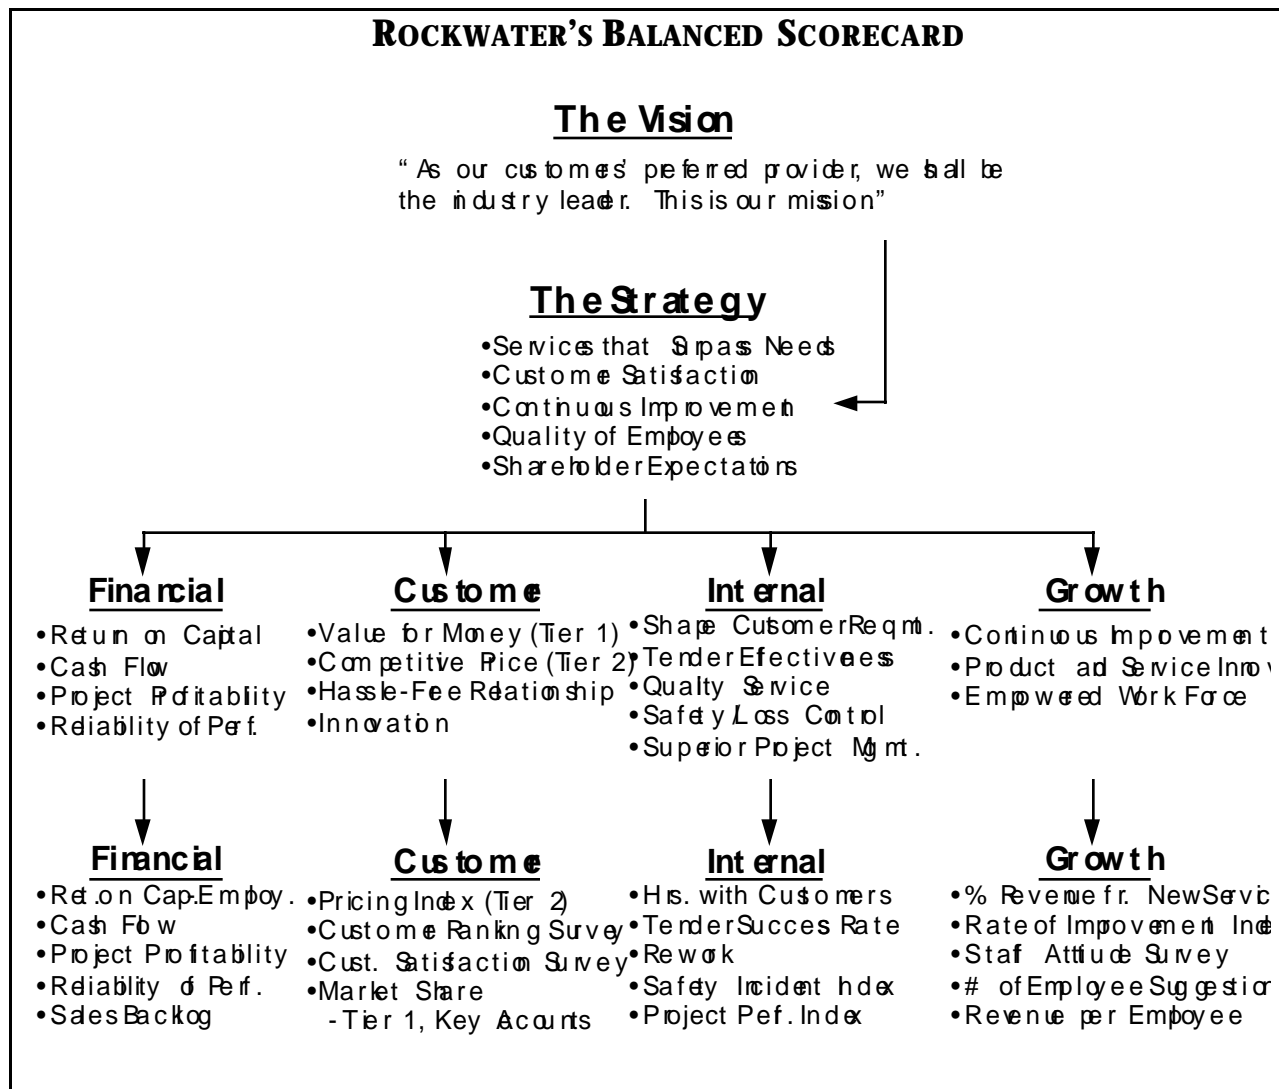 ROCKWATER'S BALANCED SCORECARD
The Vision
“As our customers’ preferred provider, we shall be
the industry leader. This is our mission”
The Strategy
•Services that Surpass Needs
•Customer Satisfaction
•Continuous Improvement
•Quality of Employees
•Shareholder Expectations
Financial
•Return on Capital
•Cash Flow
•Project Profitability
•Reliability of Perf.
Customer
•Value for Money (Tier 1)
•Competitive Price (Tier 2)
•Hassle-Free Relationship
•Innovation
Internal
•Shape Customer Reqmt.
•Tender Effectiveness
•Quality Service
•Safety/Loss Control
•Superior Project Mgmt.
Growth
•Continuous Improvement
•Product and Service Innov
•Empowered Work Force
Financial
•Ret. on Cap-Employ.
•Cash Flow
•Project Profitability
•Reliability of Perf.
•Sales Backlog
Customer
•Pricing Index (Tier 2)
•Customer Ranking Survey
•Cust. Satisfaction Survey
•Market Share
-Tier 1, Key Accounts
Internal
•Hrs. with Customers
•Tender Success Rate
•Rework
•Safety Incident Index
•Project Perf. Index
Growth
•% Revenue fr. New Servic
•Rate of Improvement Inde
•Staff Attitude Survey
•# of Employee Suggestion
•Revenue per Employee